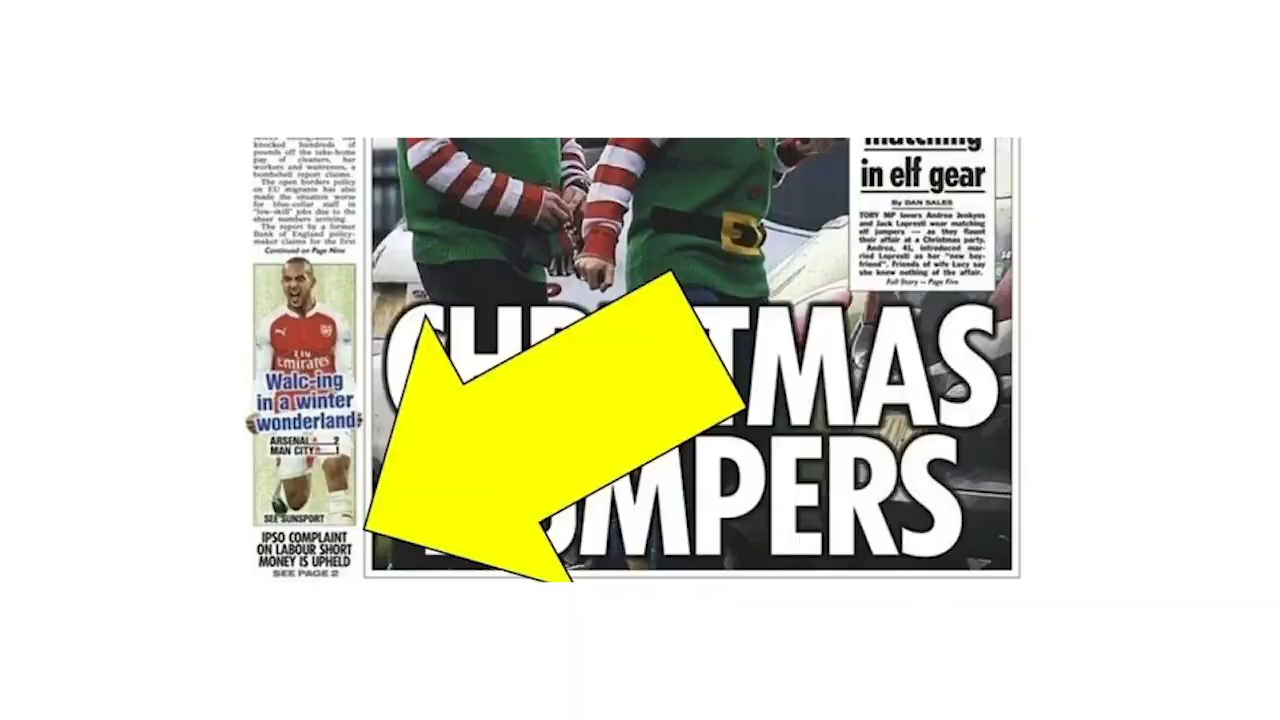 knocked hundreds of
pounds off the take-home
pay of cleaners, bar
workers and waitresses, a
bombshell report claims.
The open borders policy
on EU migrants has also
made the situation worse
for blue-collar staff in
"low-skill" jobs due to the
sheer numbers arriving.
The report by a former
Bank of England policy-
maker claims for the first
Continued on Page Nine
Fly
Emirates
Walc-ing
in a winter
wonderland
ARSENAL 2
MAN CITY 1
SEE SUNSPORT
IPSO COMPLAINT
ON LABOUR SHORT
MONEY IS UPHELD
SEE PAGE 2
matching
in elf gear
By DAN SALES
TORY MP lovers Andrea Jenkyns
and Jack Lopresti wear matching
elf jumpers — as they flaunt
their affair at a Christmas party.
Andrea, 41, introduced mar-
ried Lopresti as her "new boy-
friend". Friends of wife Lucy say
she knew nothing of the affair.
Full Story — Page Five
CHRISTMAS
JUMPERS